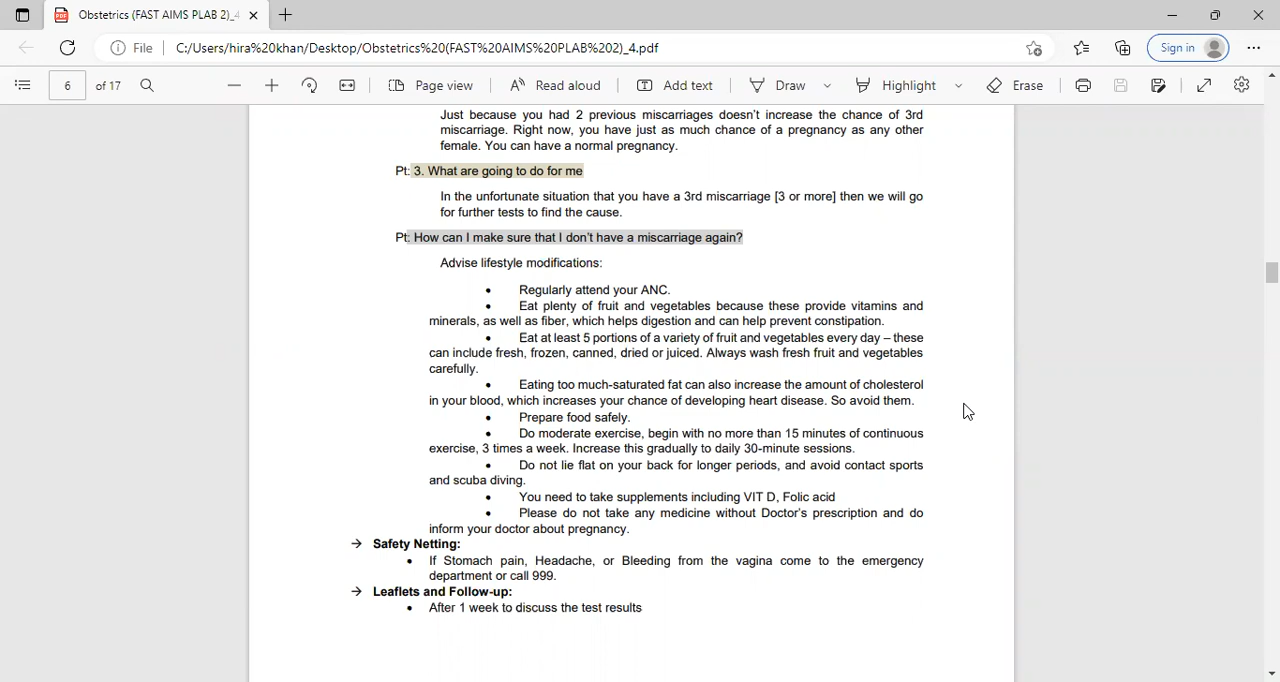 Obstetrics (FAST AIMS PLAB 2)_4
File C:/Users/hira%20khan/Desktop/Obstetrics%20(FAST%20AIMS%20PLAB%202)_4.pdf Sign in
6 of 17 Page view Read aloud Add text Draw Highlight Erase
Just because you had 2 previous miscarriages doesn't increase the chance of 3rd
miscarriage. Right now, you have just as much chance of a pregnancy as any other
female. You can have a normal pregnancy.
Pt: 3. What are going to do for me
In the unfortunate situation that you have a 3rd miscarriage [3 or more] then we will go
for further tests to find the cause.
Pt: How can I make sure that I don't have a miscarriage again?
Advise lifestyle modifications:
• Regularly attend your ANC.
• Eat plenty of fruit and vegetables because these provide vitamins and
minerals, as well as fiber, which helps digestion and can help prevent constipation.
• Eat at least 5 portions of a variety of fruit and vegetables every day – these
can include fresh, frozen, canned, dried or juiced. Always wash fresh fruit and vegetables
carefully.
• Eating too much-saturated fat can also increase the amount of cholesterol
in your blood, which increases your chance of developing heart disease. So avoid them.
• Prepare food safely.
• Do moderate exercise, begin with no more than 15 minutes of continuous
exercise, 3 times a week. Increase this gradually to daily 30-minute sessions.
• Do not lie flat on your back for longer periods, and avoid contact sports
and scuba diving.
• You need to take supplements including VIT D, Folic acid
• Please do not take any medicine without Doctor's prescription and do
inform your doctor about pregnancy.
→ Safety Netting:
• If Stomach pain, Headache, or Bleeding from the vagina come to the emergency
department or call 999.
→ Leaflets and Follow-up:
• After 1 week to discuss the test results